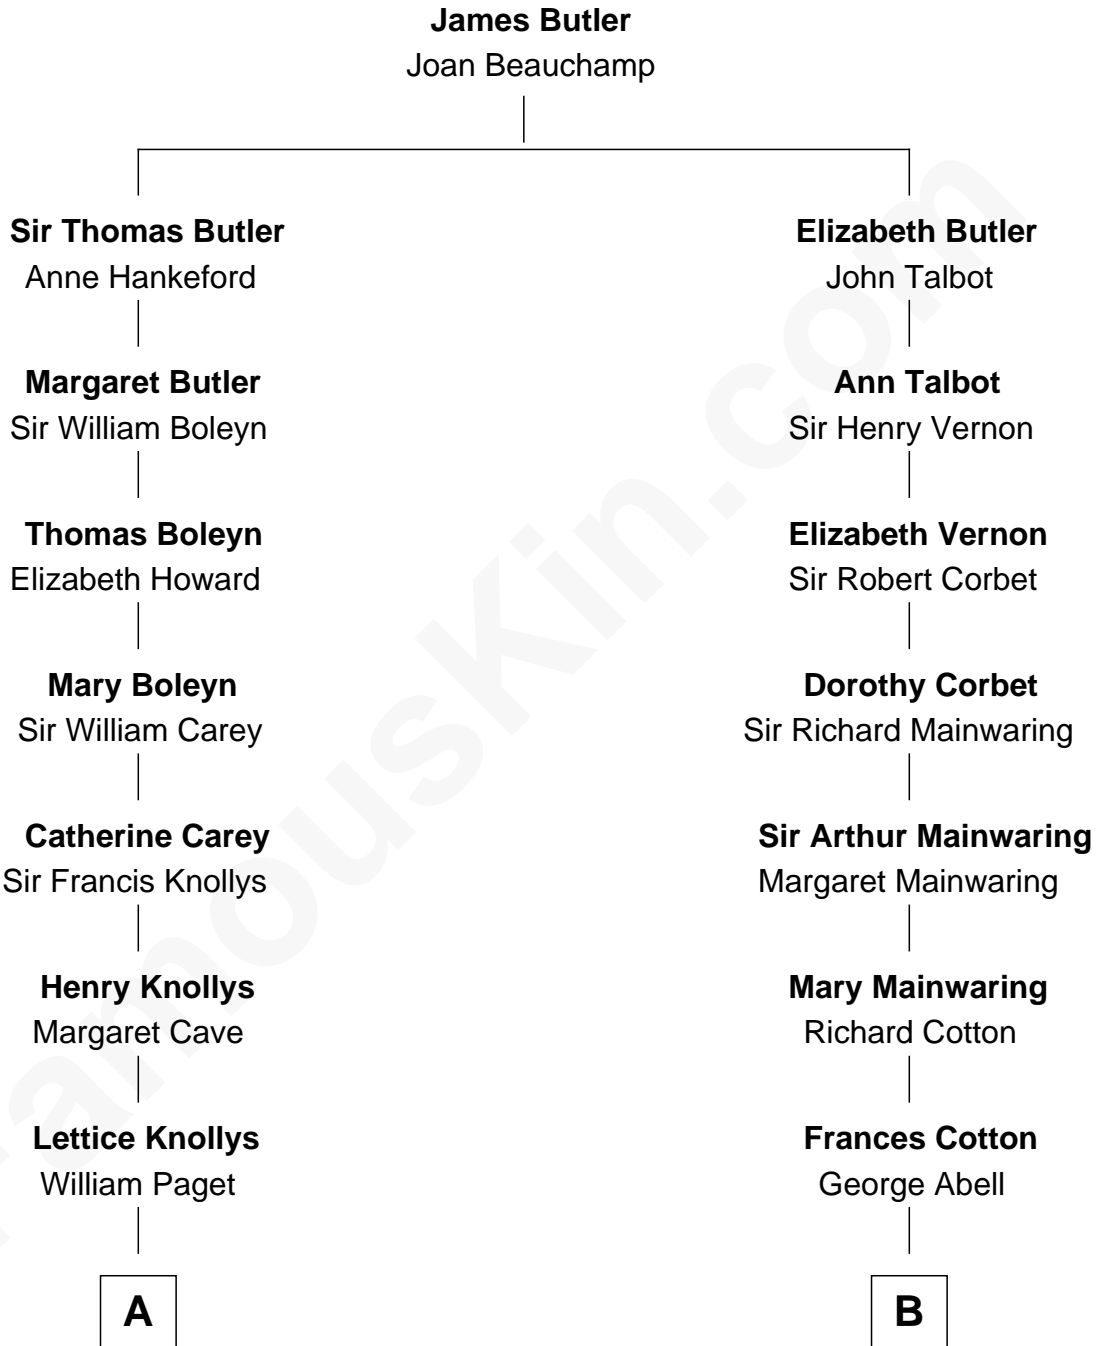 James Butler
Joan Beauchamp
Sir Thomas Butler
Anne Hankeford
Elizabeth Butler
John Talbot
Margaret Butler
Sir William Boleyn
Ann Talbot
Sir Henry Vernon
Thomas Boleyn
Elizabeth Howard
Elizabeth Vernon
Sir Robert Corbet
Mary Boleyn
Sir William Carey
Dorothy Corbet
Sir Richard Mainwaring
Catherine Carey
Sir Francis Knollys
Sir Arthur Mainwaring
Margaret Mainwaring
Henry Knollys
Margaret Cave
Mary Mainwaring
Richard Cotton
Lettice Knollys
William Paget
Frances Cotton
George Abell
A
B
FamousKin.com